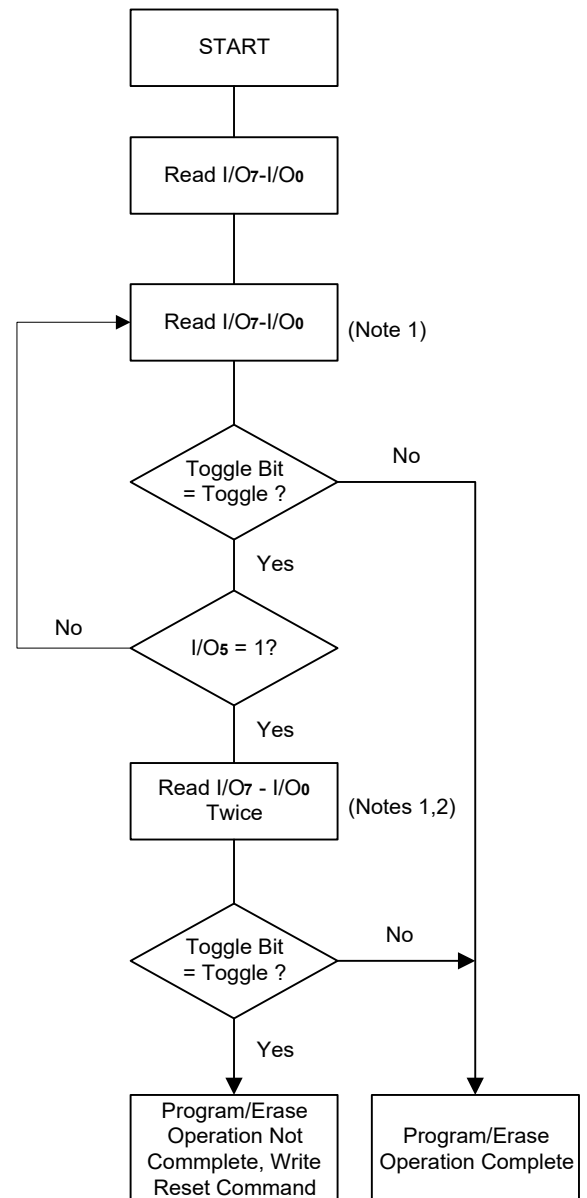 START
Read I/O7-I/O0
Read I/O7-I/O0
(Note 1)
Toggle Bit
= Toggle ?
No
Yes
No
I/O5 = 1?
Yes
Read I/O7 - I/O0
Twice
(Notes 1,2)
Toggle Bit
= Toggle ?
No
Yes
Program/Erase
Operation Not
Commplete, Write
Reset Command
Program/Erase
Operation Complete